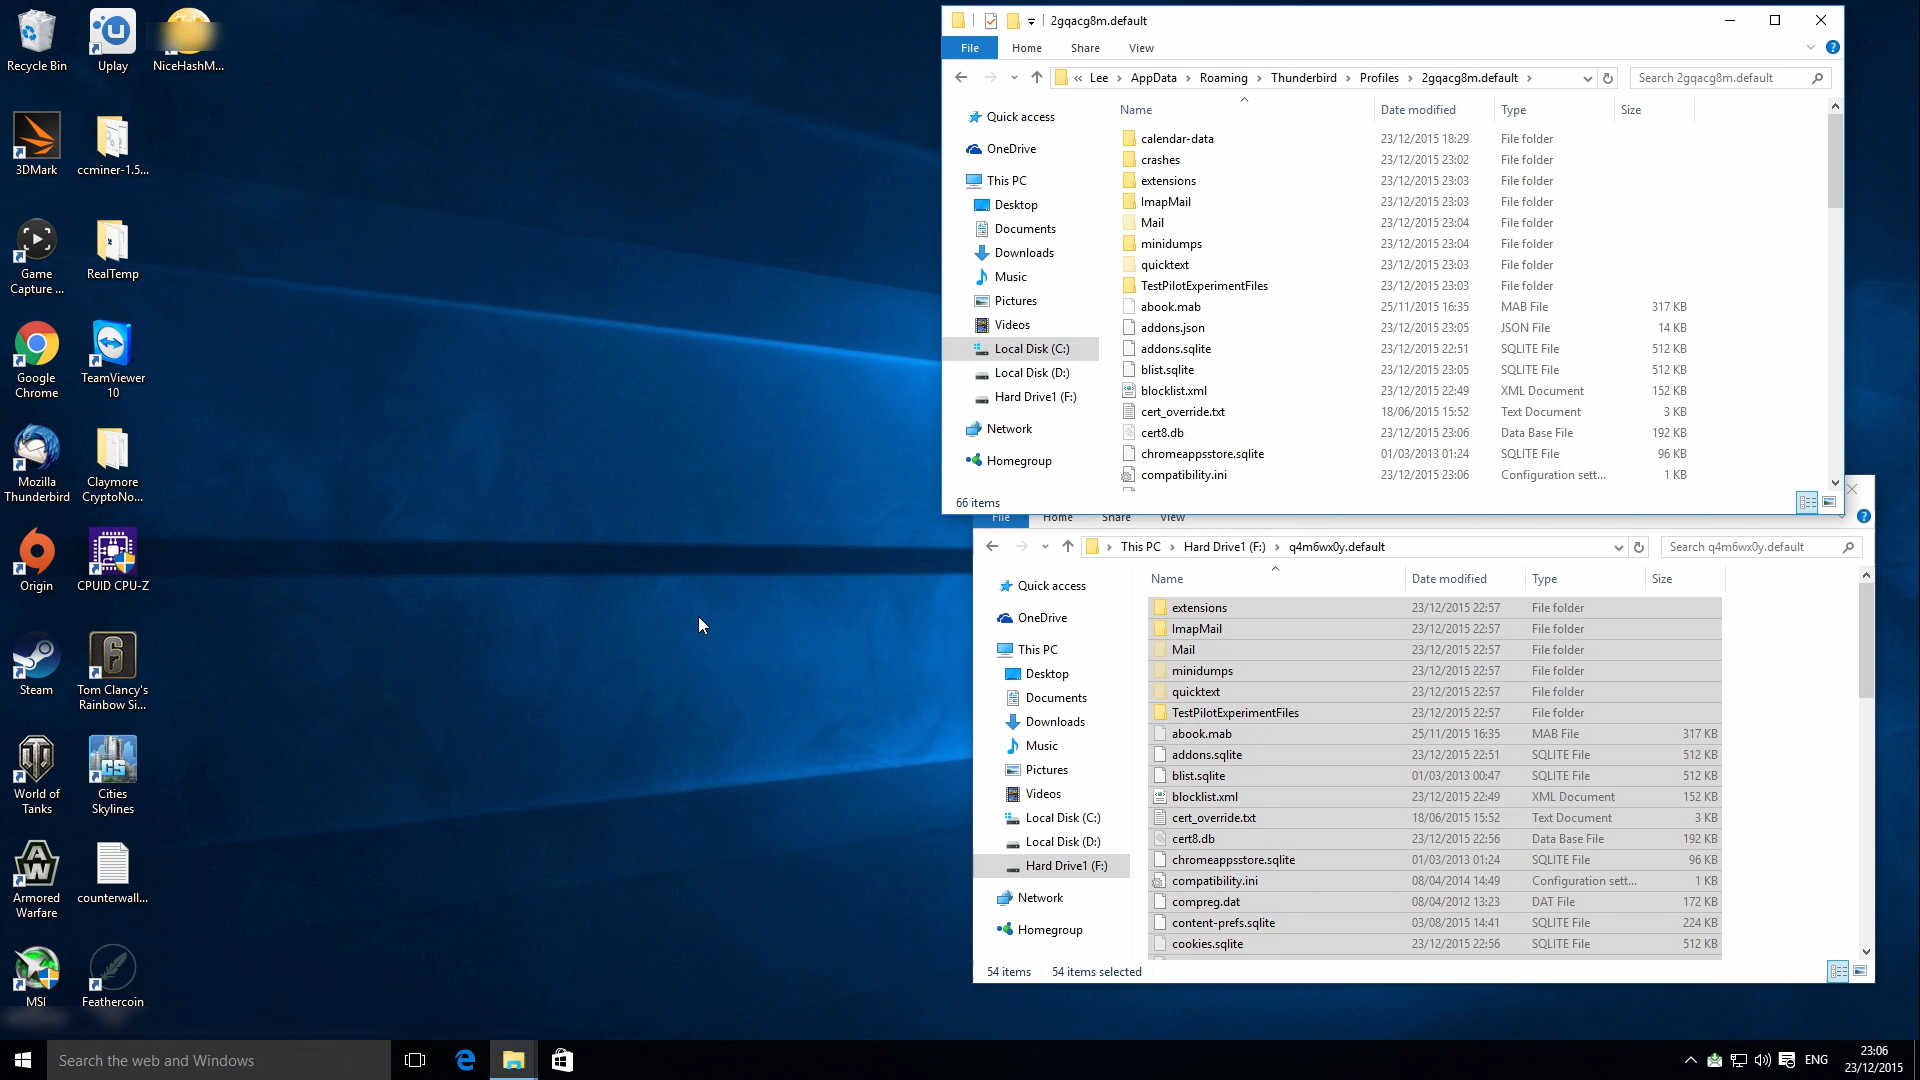 Recycle Bin
Uplay
NiceHashM...
3DMark
ccminer-1.5...
Game
Capture ...
RealTemp
Google
Chrome
TeamViewer
10
Mozilla
Thunderbird
Claymore
CryptoNo...
Origin
CPUID CPU-Z
Steam
Tom Clancy's
Rainbow Si...
World of
Tanks
Cities
Skylines
Armored
Warfare
counterwall...
MSI
Feathercoin
2gqacg8m.default
File Home Share View
« Lee > AppData > Roaming > Thunderbird > Profiles > 2gqacg8m.default >
Search 2gqacg8m.default
Quick access
OneDrive
This PC
Desktop
Documents
Downloads
Music
Pictures
Videos
Local Disk (C:)
Local Disk (D:)
Hard Drive1 (F:)
Network
Homegroup
Name Date modified Type Size
calendar-data 23/12/2015 18:29 File folder
crashes 23/12/2015 23:02 File folder
extensions 23/12/2015 23:03 File folder
ImapMail 23/12/2015 23:03 File folder
Mail 23/12/2015 23:04 File folder
minidumps 23/12/2015 23:04 File folder
quicktext 23/12/2015 23:03 File folder
TestPilotExperimentFiles 23/12/2015 23:03 File folder
abook.mab 25/11/2015 16:35 MAB File 317 KB
addons.json 23/12/2015 23:05 JSON File 14 KB
addons.sqlite 23/12/2015 22:51 SQLITE File 512 KB
blist.sqlite 23/12/2015 23:05 SQLITE File 512 KB
blocklist.xml 23/12/2015 22:49 XML Document 152 KB
cert_override.txt 18/06/2015 15:52 Text Document 3 KB
cert8.db 23/12/2015 23:06 Data Base File 192 KB
chromeappsstore.sqlite 01/03/2013 01:24 SQLITE File 96 KB
compatibility.ini 23/12/2015 23:06 Configuration sett... 1 KB
66 items
File Home Share View
> This PC > Hard Drive1 (F:) > q4m6wx0y.default
Search q4m6wx0y.default
Quick access
OneDrive
This PC
Desktop
Documents
Downloads
Music
Pictures
Videos
Local Disk (C:)
Local Disk (D:)
Hard Drive1 (F:)
Network
Homegroup
Name Date modified Type Size
extensions 23/12/2015 22:57 File folder
ImapMail 23/12/2015 22:57 File folder
Mail 23/12/2015 22:57 File folder
minidumps 23/12/2015 22:57 File folder
quicktext 23/12/2015 22:57 File folder
TestPilotExperimentFiles 23/12/2015 22:57 File folder
abook.mab 25/11/2015 16:35 MAB File 317 KB
addons.sqlite 23/12/2015 22:51 SQLITE File 512 KB
blist.sqlite 01/03/2013 00:47 SQLITE File 512 KB
blocklist.xml 23/12/2015 22:49 XML Document 152 KB
cert_override.txt 18/06/2015 15:52 Text Document 3 KB
cert8.db 23/12/2015 22:56 Data Base File 192 KB
chromeappsstore.sqlite 01/03/2013 01:24 SQLITE File 96 KB
compatibility.ini 08/04/2014 14:49 Configuration sett... 1 KB
compreg.dat 08/04/2012 13:23 DAT File 172 KB
content-prefs.sqlite 03/08/2015 14:41 SQLITE File 224 KB
cookies.sqlite 23/12/2015 22:56 SQLITE File 512 KB
54 items 54 items selected
Search the web and Windows
ENG
23:06
23/12/2015